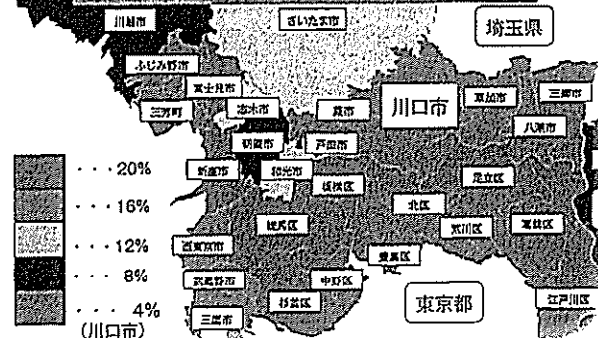 川越市
さいたま市
埼玉県
ふじみ野市
富士見市
三芳町
志木市
蕨市
川口市
草加市
三郷市
八潮市
朝霞市
戸田市
新座市
和光市
板橋区
足立区
北区
練馬区
荒川区
葛飾区
西東京市
豊島区
武蔵野市
中野区
杉並区
東京都
江戸川区
三鷹市
・・・20%
・・・16%
・・・12%
・・・8%
・・・4%
(川口市)